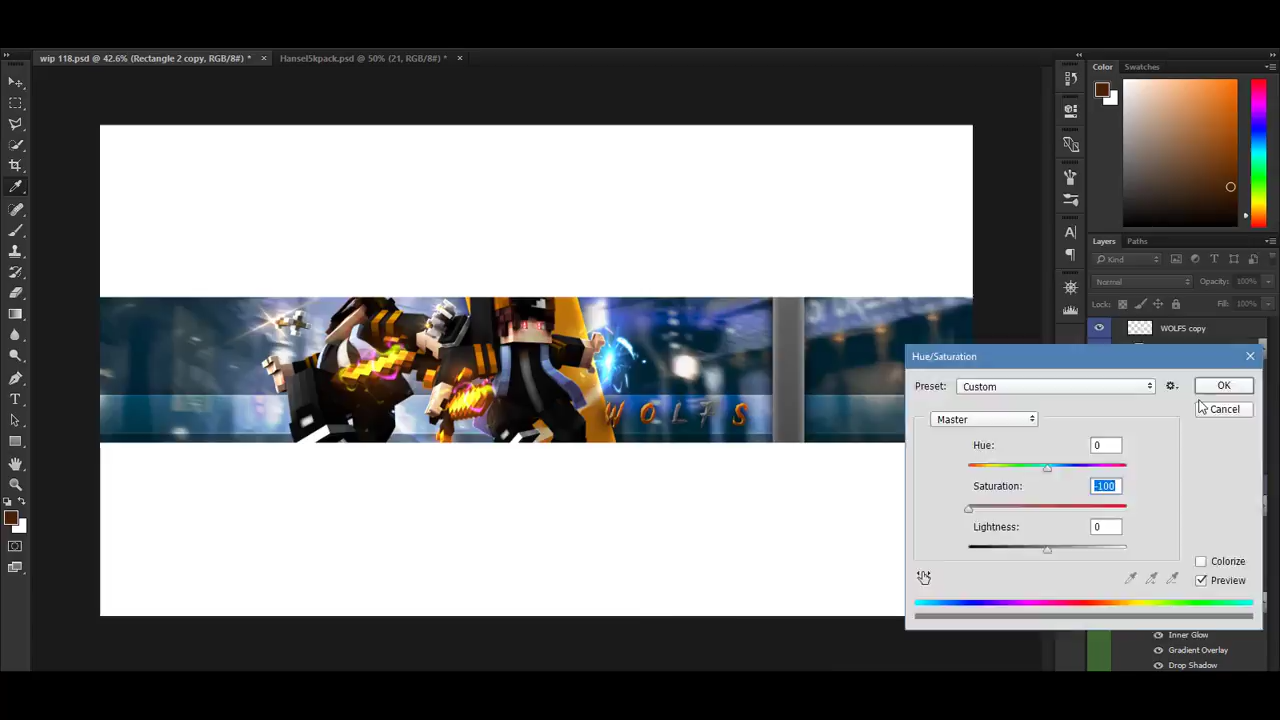 wip 118.psd @ 42.6% (Rectangle 2 copy, RGB/8#) *
Hansel5kpack.psd @ 50% (21, RGB/8#) *
Color
Swatches
Layers
Paths
Kind
Normal
Opacity: 100%
Lock:
Fill: 100%
WOLFS copy
WOLFS
Hue/Saturation
Preset: Custom
OK
Cancel
Master
Hue: 0
Saturation: -100
Lightness: 0
Colorize
Preview
Inner Glow
Gradient Overlay
Drop Shadow